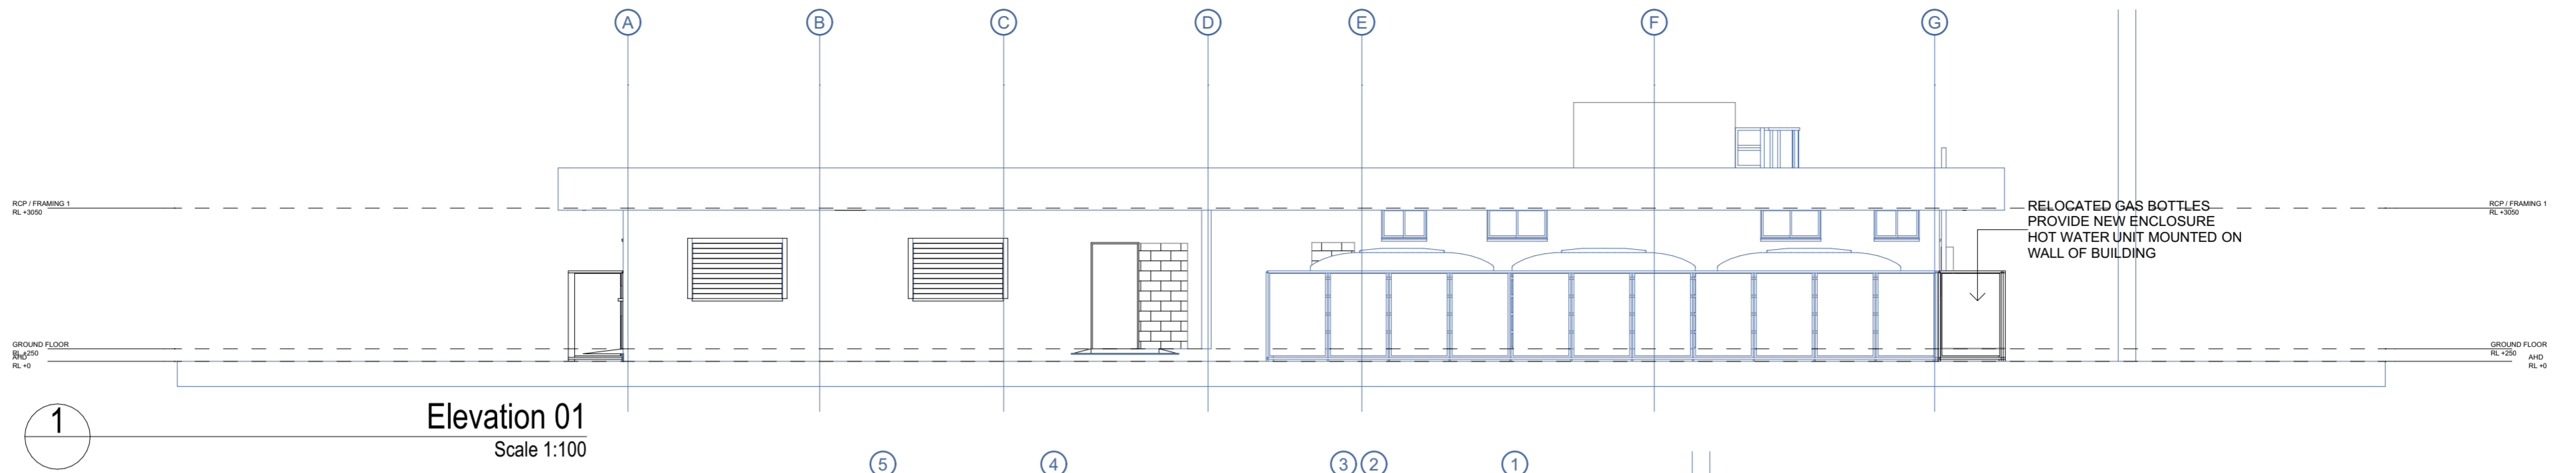 A B C D E F G
RCP / FRAMING 1
RL +3050
RCP / FRAMING 1
RL +3050
RELOCATED GAS BOTTLES
PROVIDE NEW ENCLOSURE
HOT WATER UNIT MOUNTED ON
WALL OF BUILDING
GROUND FLOOR
RL +250
AHD
RL +0
GROUND FLOOR
RL +250
AHD
RL +0
1
Elevation 01
Scale 1:100
5 4 3 2 1